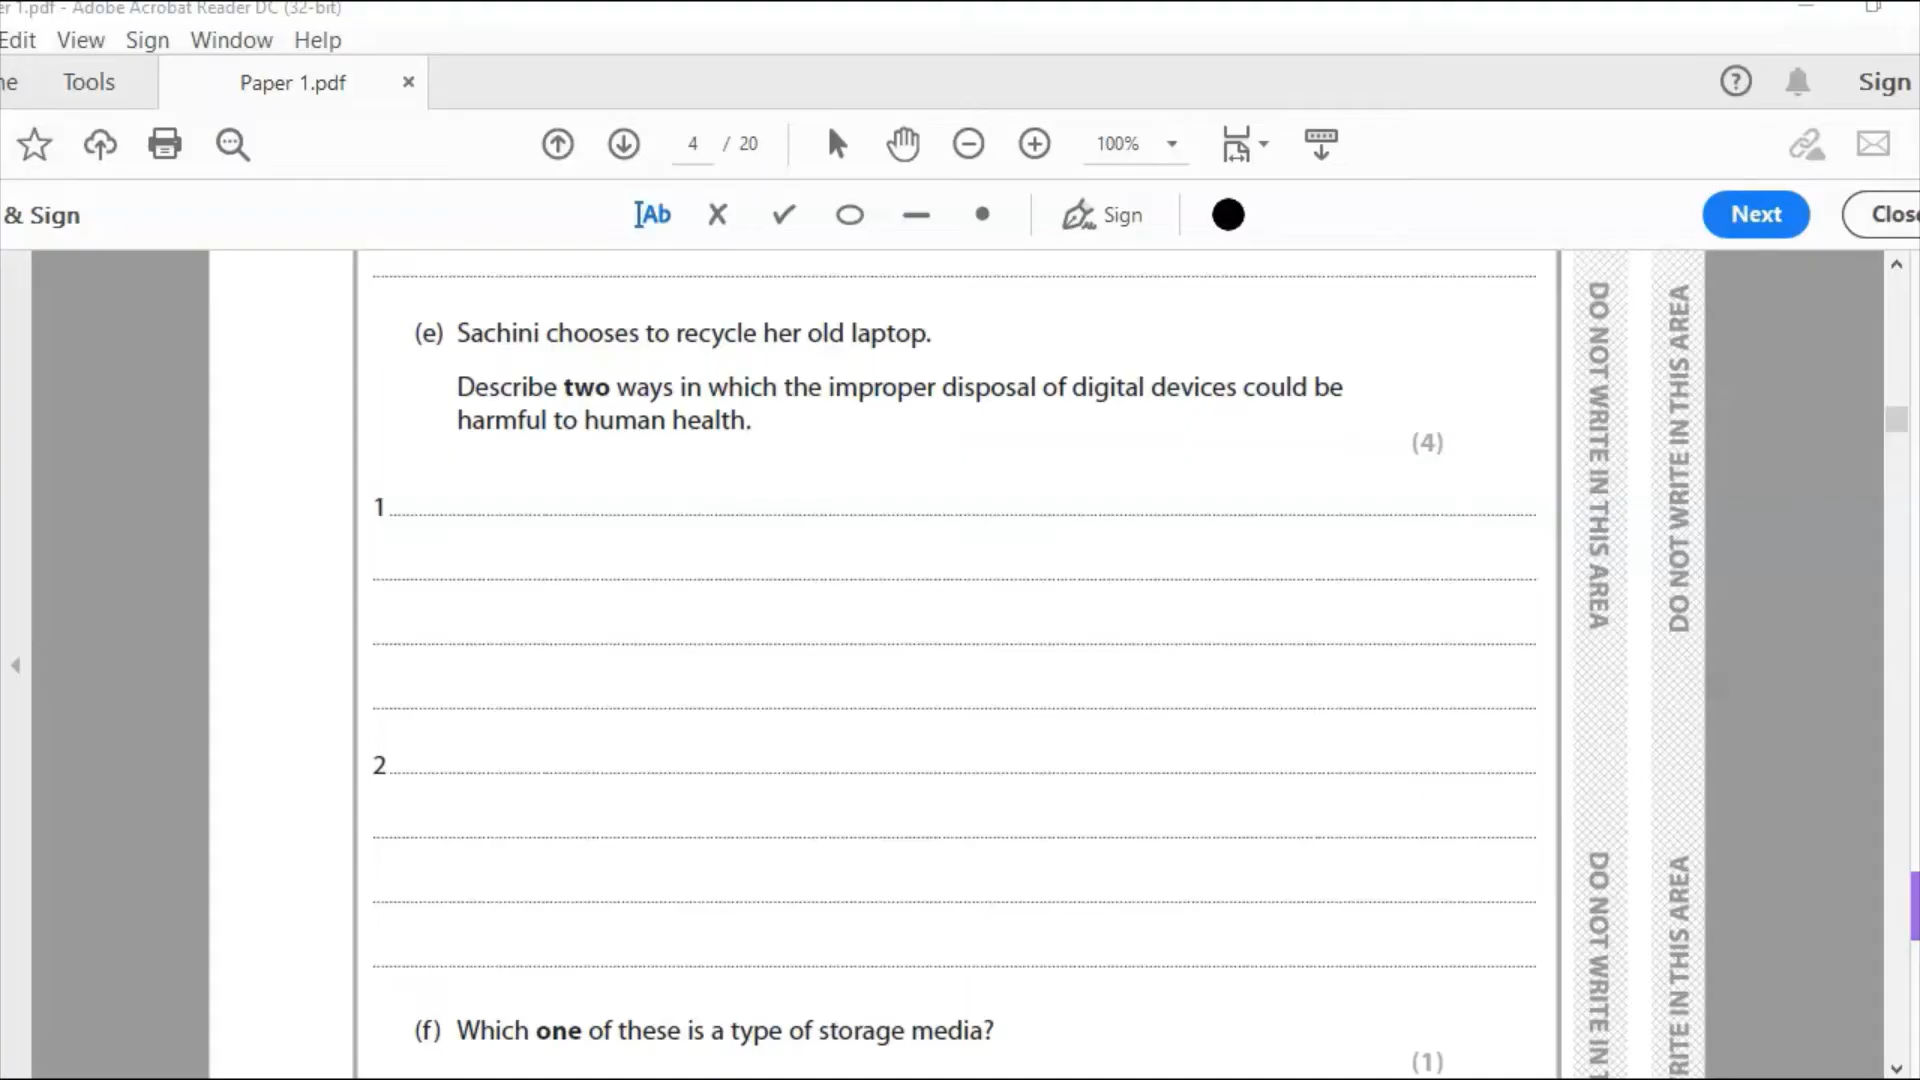 er 1.pdf - Adobe Acrobat Reader DC (32-bit)
Edit View Sign Window Help
Tools Paper 1.pdf × Sign
4 / 20 100%
& Sign Ab Sign Next Close
(e) Sachini chooses to recycle her old laptop.
Describe two ways in which the improper disposal of digital devices could be
harmful to human health.
(4)
1
2
(f) Which one of these is a type of storage media?
(1)
DO NOT WRITE IN THIS AREA
DO NOT WRITE IN THIS AREA
DO NOT WRITE IN T
RITE IN THIS AREA